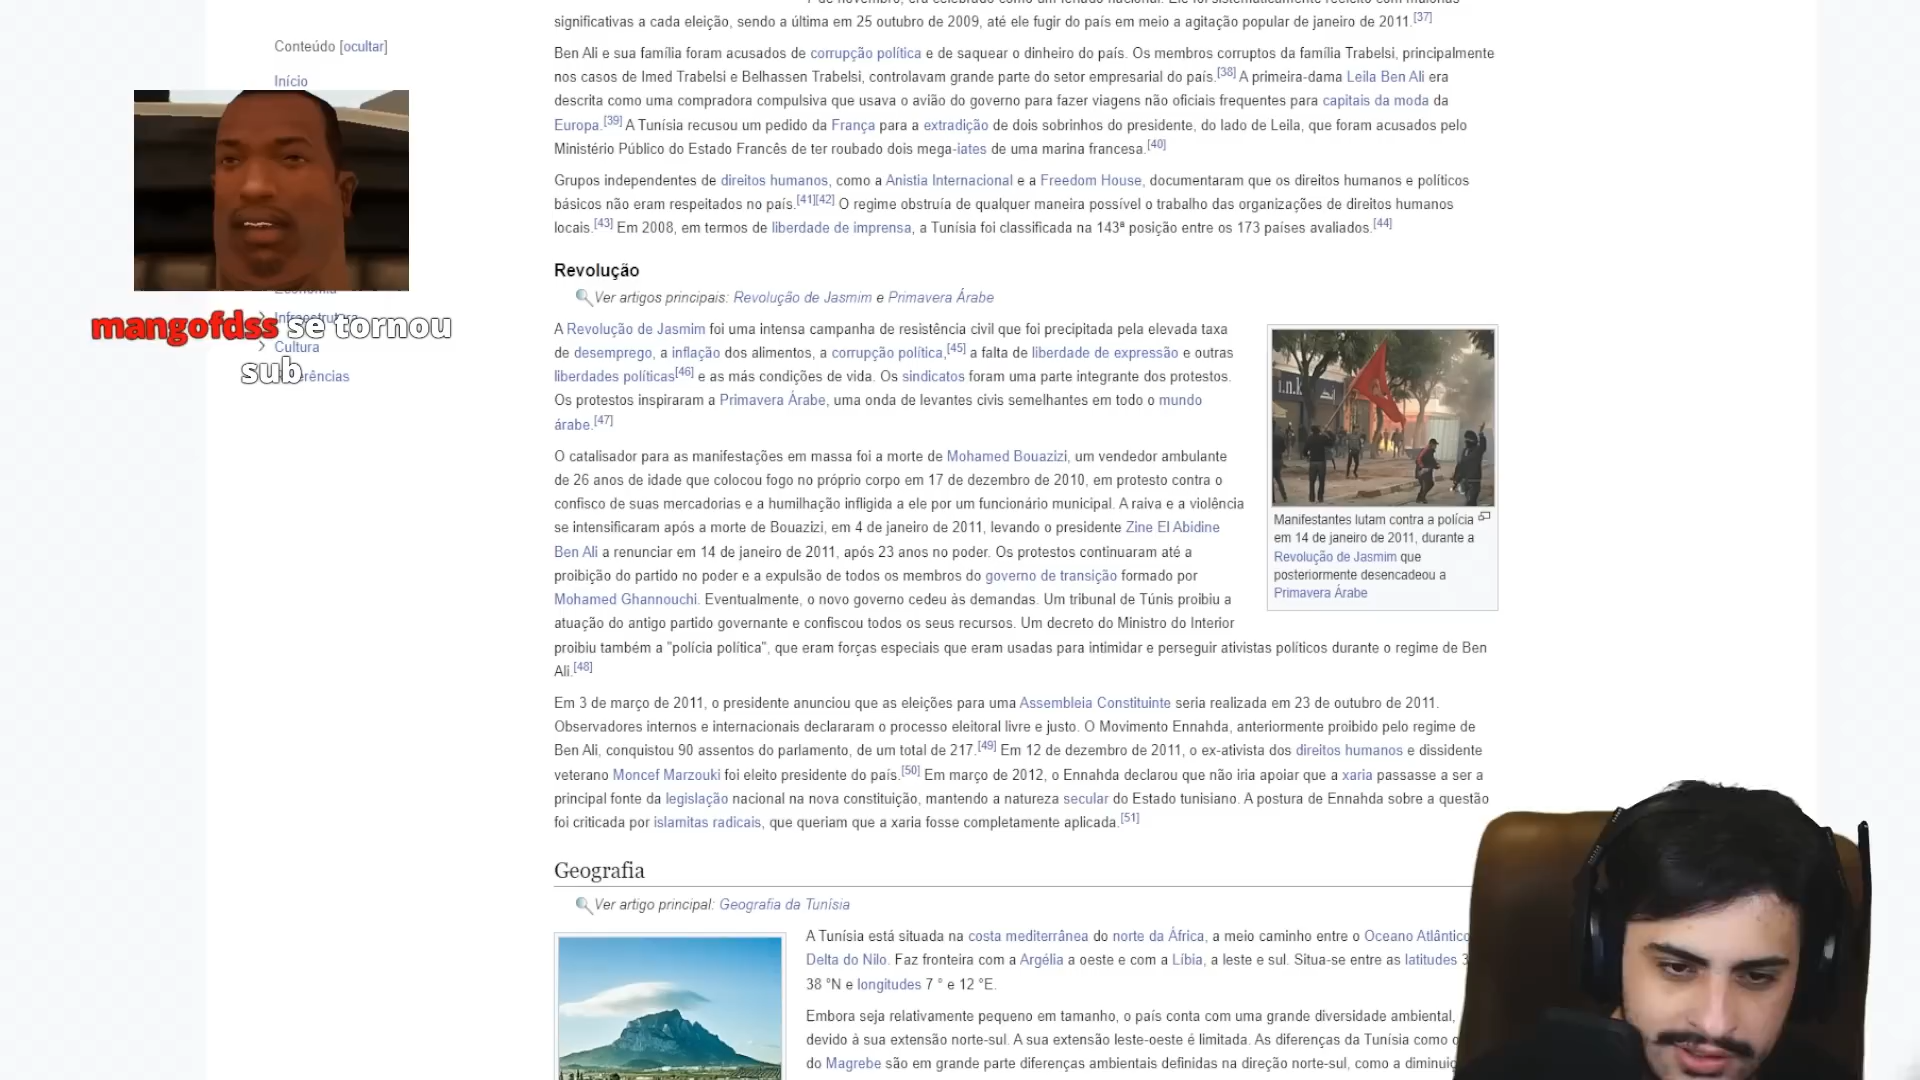 significativas a cada eleição, sendo a última em 25 outubro de 2009, até ele fugir do país em meio a agitação popular de janeiro de 2011.[37]
Conteúdo [ocultar]
Início
Cultura
mangofdss se tornou
sub
Ben Ali e sua família foram acusados de corrupção política e de saquear o dinheiro do país. Os membros corruptos da família Trabelsi, principalmente
nos casos de Imed Trabelsi e Belhassen Trabelsi, controlavam grande parte do setor empresarial do país.[38] A primeira-dama Leila Ben Ali era
descrita como uma compradora compulsiva que usava o avião do governo para fazer viagens não oficiais frequentes para capitais da moda da
Europa.[39] A Tunísia recusou um pedido da França para a extradição de dois sobrinhos do presidente, do lado de Leila, que foram acusados pelo
Ministério Público do Estado Francês de ter roubado dois mega-iates de uma marina francesa.[40]
Grupos independentes de direitos humanos, como a Anistia Internacional e a Freedom House, documentaram que os direitos humanos e políticos
básicos não eram respeitados no país.[41][42] O regime obstruía de qualquer maneira possível o trabalho das organizações de direitos humanos
locais.[43] Em 2008, em termos de liberdade de imprensa, a Tunísia foi classificada na 143ª posição entre os 173 países avaliados.[44]
Revolução
Ver artigos principais: Revolução de Jasmim e Primavera Árabe
A Revolução de Jasmim foi uma intensa campanha de resistência civil que foi precipitada pela elevada taxa
de desemprego, a inflação dos alimentos, a corrupção política,[45] a falta de liberdade de expressão e outras
liberdades políticas[46] e as más condições de vida. Os sindicatos foram uma parte integrante dos protestos.
Os protestos inspiraram a Primavera Árabe, uma onda de levantes civis semelhantes em todo o mundo
árabe.[47]
O catalisador para as manifestações em massa foi a morte de Mohamed Bouazizi, um vendedor ambulante
de 26 anos de idade que colocou fogo no próprio corpo em 17 de dezembro de 2010, em protesto contra o
confisco de suas mercadorias e a humilhação infligida a ele por um funcionário municipal. A raiva e a violência
se intensificaram após a morte de Bouazizi, em 4 de janeiro de 2011, levando o presidente Zine El Abidine
Ben Ali a renunciar em 14 de janeiro de 2011, após 23 anos no poder. Os protestos continuaram até a
proibição do partido no poder e a expulsão de todos os membros do governo de transição formado por
Mohamed Ghannouchi. Eventualmente, o novo governo cedeu às demandas. Um tribunal de Túnis proibiu a
atuação do antigo partido governante e confiscou todos os seus recursos. Um decreto do Ministro do Interior
proibiu também a "polícia política", que eram forças especiais que eram usadas para intimidar e perseguir ativistas políticos durante o regime de Ben
Ali.[48]
Manifestantes lutam contra a polícia
em 14 de janeiro de 2011, durante a
Revolução de Jasmim que
posteriormente desencadeou a
Primavera Árabe
Em 3 de março de 2011, o presidente anunciou que as eleições para uma Assembleia Constituinte seria realizada em 23 de outubro de 2011.
Observadores internos e internacionais declararam o processo eleitoral livre e justo. O Movimento Ennahda, anteriormente proibido pelo regime de
Ben Ali, conquistou 90 assentos do parlamento, de um total de 217.[49] Em 12 de dezembro de 2011, o ex-ativista dos direitos humanos e dissidente
veterano Moncef Marzouki foi eleito presidente do país.[50] Em março de 2012, o Ennahda declarou que não iria apoiar que a xaria passasse a ser a
principal fonte da legislação nacional na nova constituição, mantendo a natureza secular do Estado tunisiano. A postura de Ennahda sobre a questão
foi criticada por islamitas radicais, que queriam que a xaria fosse completamente aplicada.[51]
Geografia
Ver artigo principal: Geografia da Tunísia
A Tunísia está situada na costa mediterrânea do norte da África, a meio caminho entre o Oceano Atlântico
Delta do Nilo. Faz fronteira com a Argélia a oeste e com a Líbia, a leste e sul. Situa-se entre as latitudes
38 °N e longitudes 7 ° e 12 °E.
Embora seja relativamente pequeno em tamanho, o país conta com uma grande diversidade ambiental,
devido à sua extensão norte-sul. A sua extensão leste-oeste é limitada. As diferenças da Tunísia como
do Magrebe são em grande parte diferenças ambientais definidas na direção norte-sul, como a